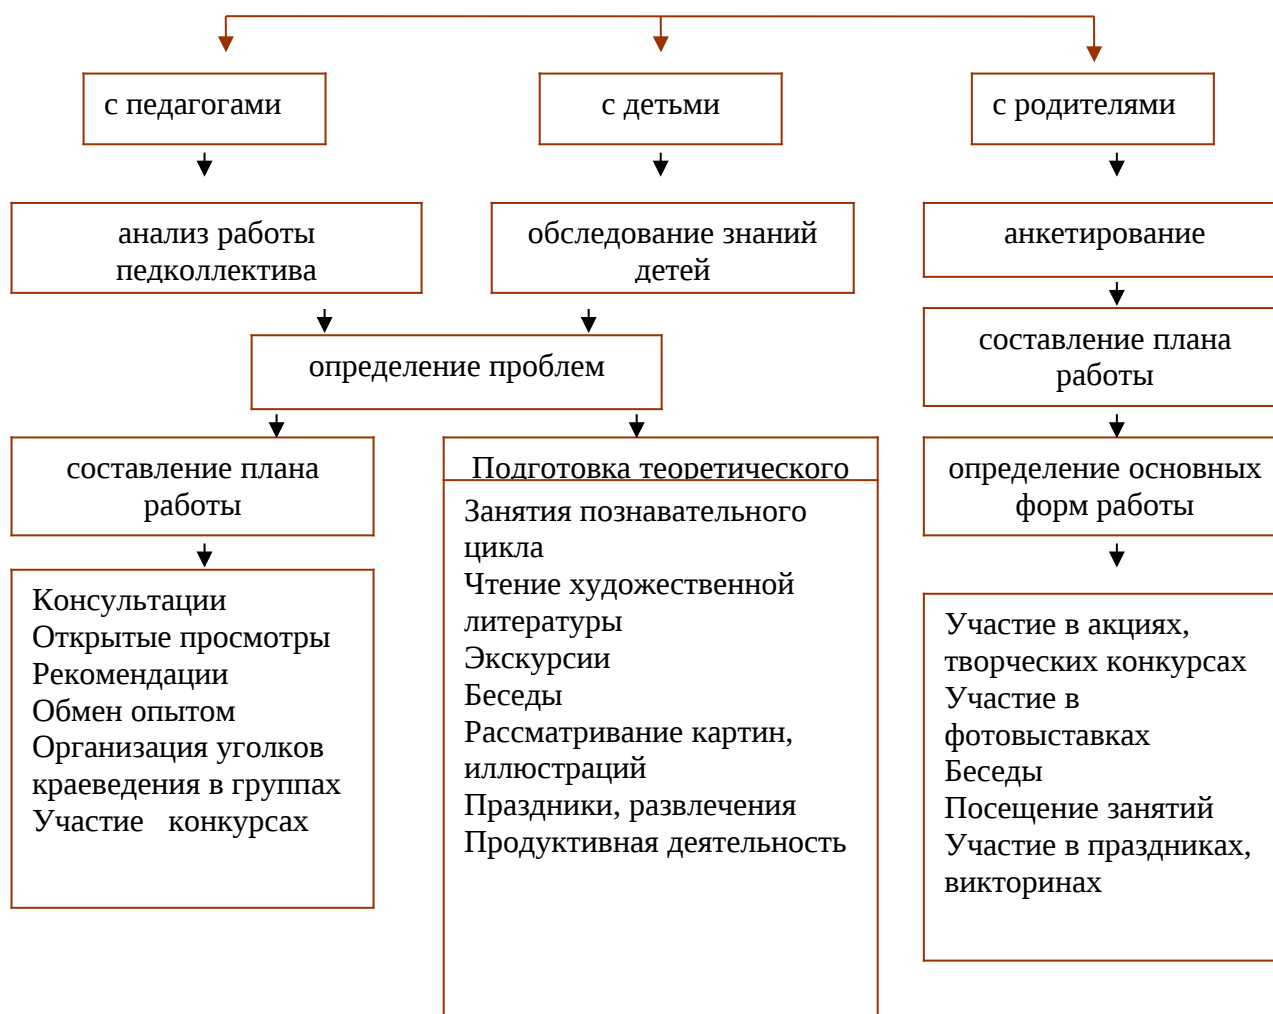 с педагогами
с детьми
с родителями
анализ работы
педколлектива
обследование знаний
детей
анкетирование
определение проблем
составление плана
работы
составление плана
работы
Подготовка теоретического
определение основных
форм работы
Консультации
Открытые просмотры
Рекомендации
Обмен опытом
Организация уголков
краеведения в группах
Участие конкурсах
Занятия познавательного
цикла
Чтение художественной
литературы
Экскурсии
Беседы
Рассматривание картин,
иллюстраций
Праздники, развлечения
Продуктивная деятельность
Участие в акциях,
творческих конкурсах
Участие в
фотовыставках
Беседы
Посещение занятий
Участие в праздниках,
викторинах